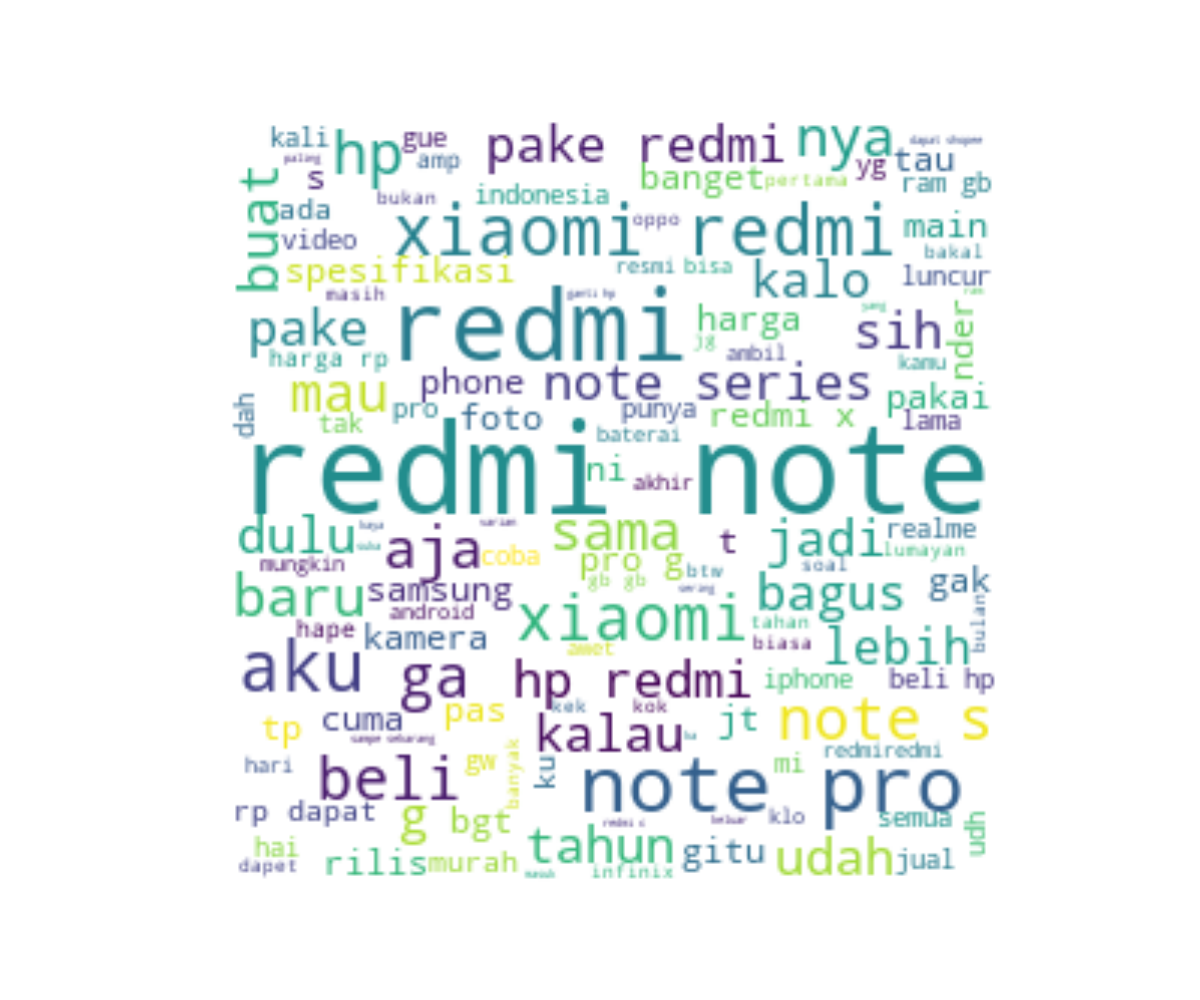 kali hp gue pake redmi nya dapat shopee
paling s amp banget pertama yg tau
buat bukan indonesia ram gb
ada xiaomi oppo redmi main
video resmi bisa kalo bakal
spesifikasi luncur
masih redmi ganti hp
pake harga sih nder
harga rp jg ambil kamu
mau phone note series pakai
dah pro foto punya redmi x lama
tak baterai
redmi note
ni akhir
dulu aja coba sama t jadi realme
mungkin pro g btw soal lumayan
baru samsung gb gb sering bagus gak
android xiaomi bulan
hape kamera tahan biasa lebih
aku ga awet hp redmi iphone beli hp
tp cuma pas kek kok jt note s
sampe sekarang kalau redmiredmi
hari beli gw banyak ku note pro mi
rp dapat g bgt klo semua udh
redmi c keluar
hai rilis murah tahun gitu udah jual
dapet infinix